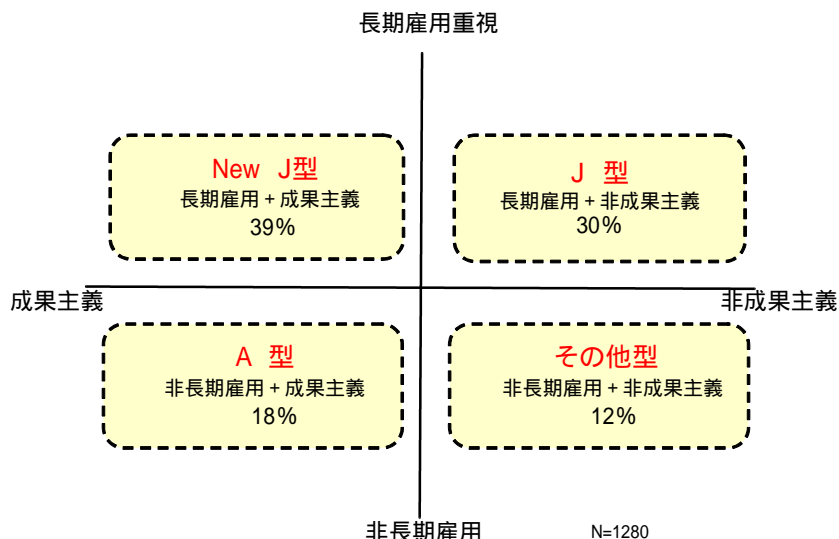 長期雇用重視
New J型
長期雇用 + 成果主義
39%
J 型
長期雇用 + 非成果主義
30%
成果主義
非成果主義
A 型
非長期雇用 + 成果主義
18%
その他型
非長期雇用 + 非成果主義
12%
非長期雇用
N=1280